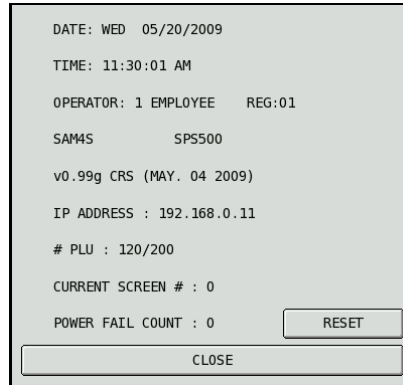 DATE: WED 05/20/2009
TIME: 11:30:01 AM
OPERATOR: 1 EMPLOYEE REG:01
SAM4S SPS500
v0.99g CRS (MAY. 04 2009)
IP ADDRESS : 192.168.0.11
# PLU : 120/200
CURRENT SCREEN # : 0
POWER FAIL COUNT : 0 RESET
CLOSE